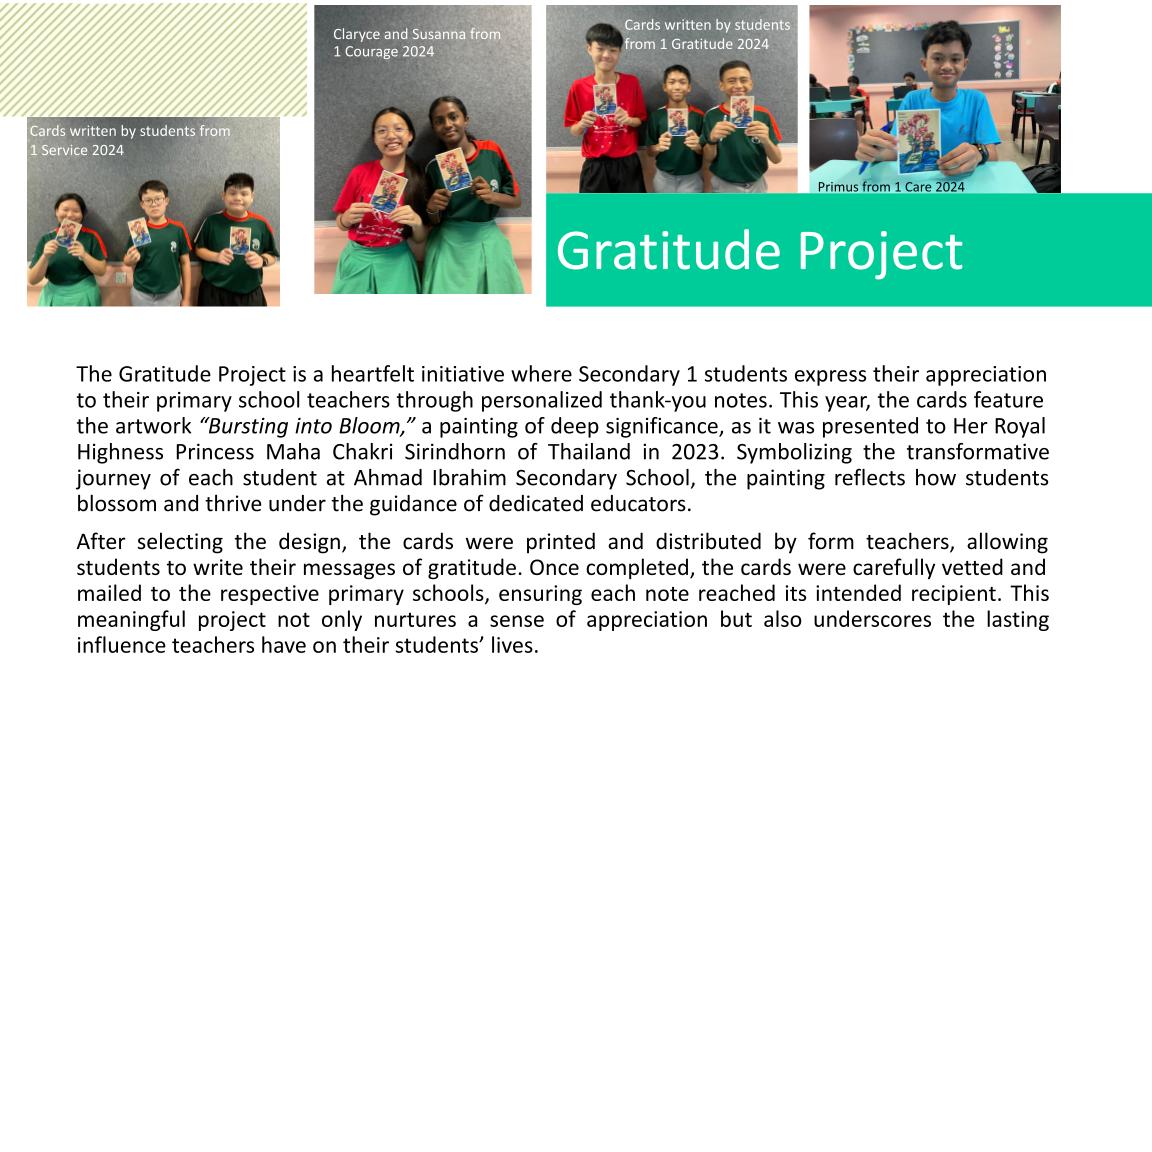 Cards written by students from
1 Service 2024
Claryce and Susanna from
1 Courage 2024
Cards written by students
from 1 Gratitude 2024
Primus from 1 Care 2024
Gratitude Project
The Gratitude Project is a heartfelt initiative where Secondary 1 students express their appreciation
to their primary school teachers through personalized thank-you notes. This year, the cards feature
the artwork “Bursting into Bloom,” a painting of deep significance, as it was presented to Her Royal
Highness Princess Maha Chakri Sirindhorn of Thailand in 2023. Symbolizing the transformative
journey of each student at Ahmad Ibrahim Secondary School, the painting reflects how students
blossom and thrive under the guidance of dedicated educators.
After selecting the design, the cards were printed and distributed by form teachers, allowing
students to write their messages of gratitude. Once completed, the cards were carefully vetted and
mailed to the respective primary schools, ensuring each note reached its intended recipient. This
meaningful project not only nurtures a sense of appreciation but also underscores the lasting
influence teachers have on their students’ lives.